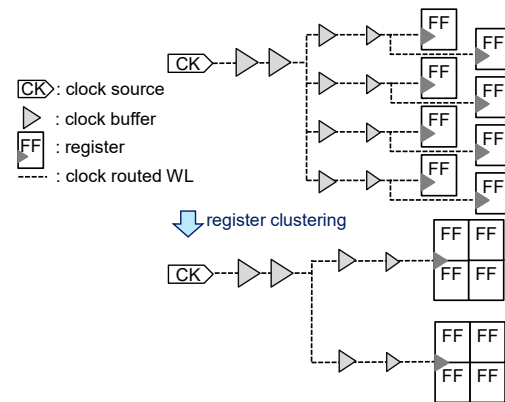 FF
FF
CK
FF
CK : clock source
FF
: clock buffer
FF
FF : register
FF
: clock routed WL
FF
FF
register clustering
FF FF
CK
FF FF
FF FF
FF FF